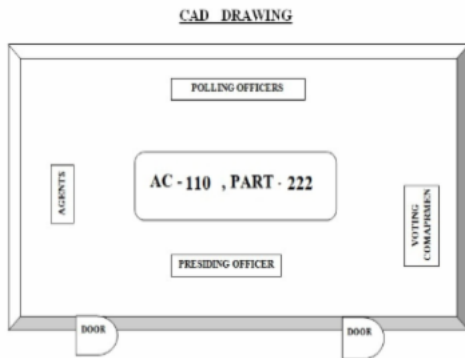 CAD DRAWING
POLLING OFFICERS
AGENTS
AC - 110 , PART - 222
VOTING
COMAPRMEN
PRESIDING OFFICER
DOOR
DOOR